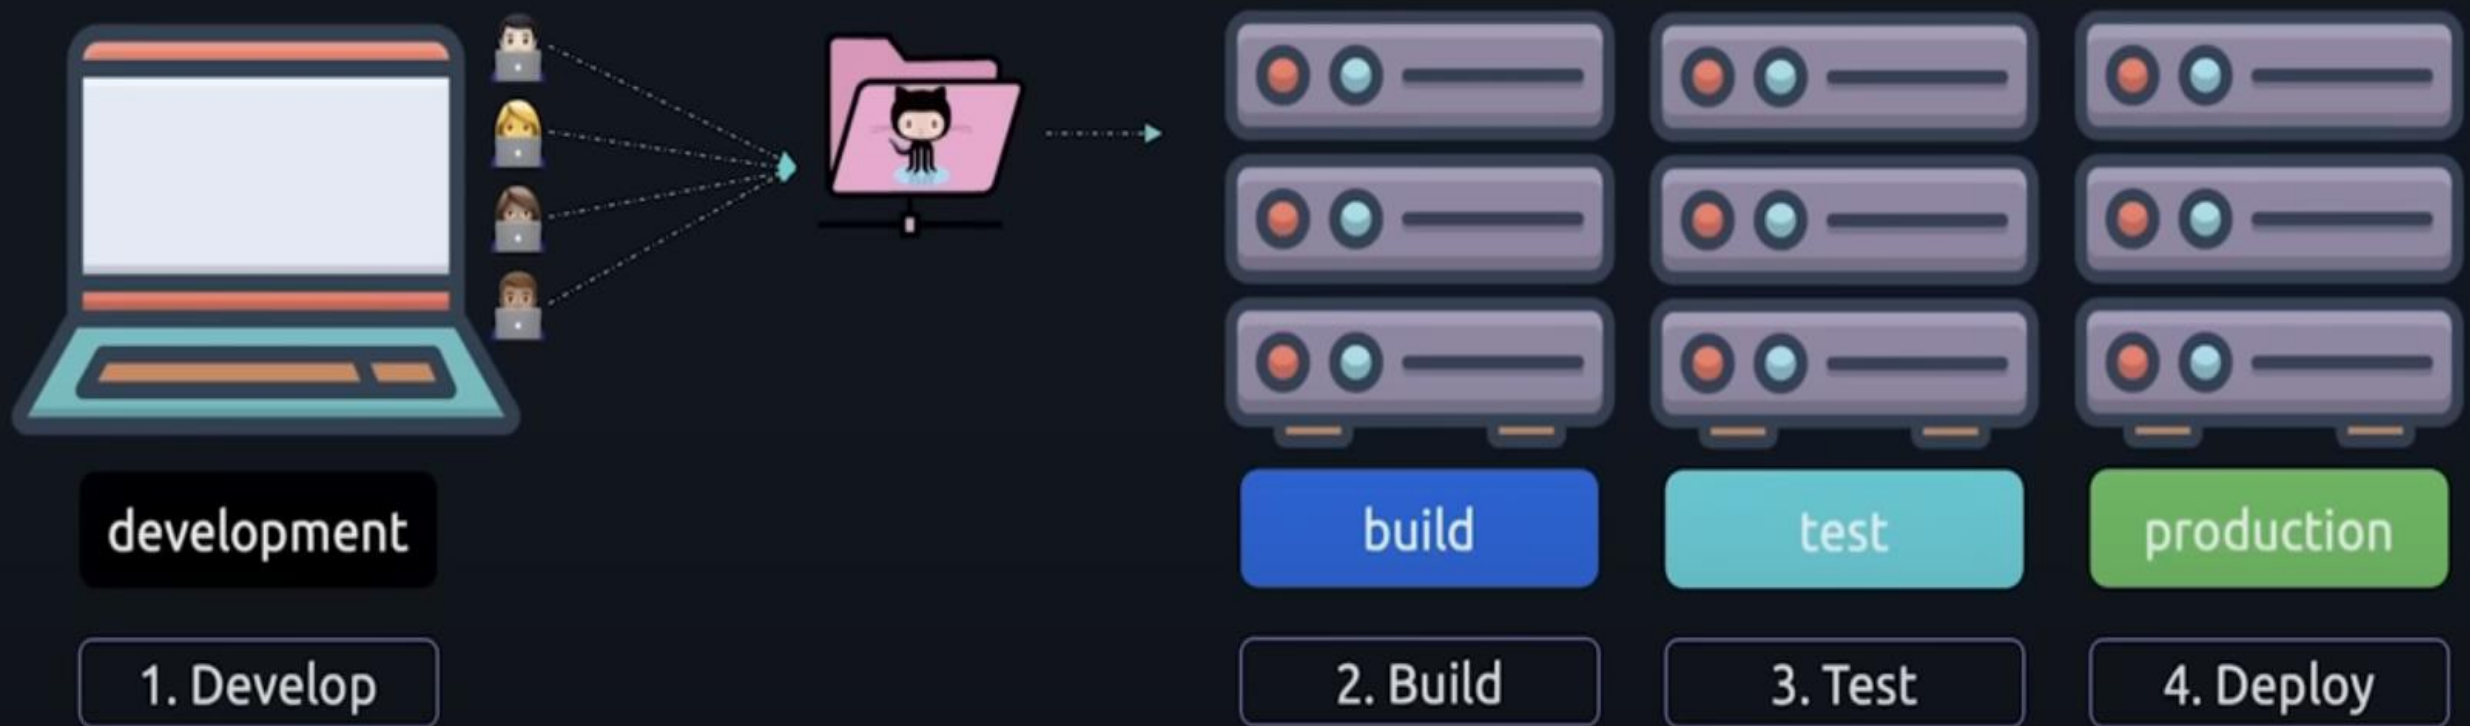 development
build
test
production
1. Develop
2. Build
3. Test
4. Deploy